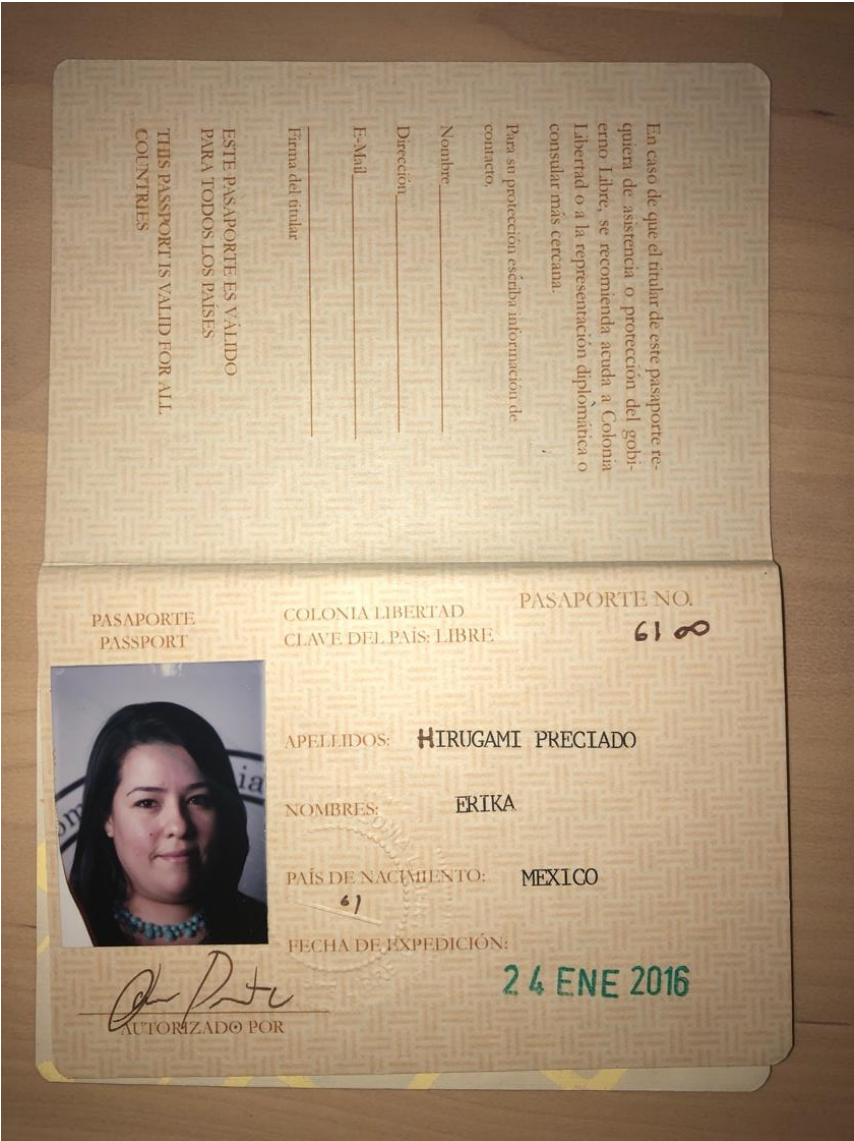 En caso de que el titular de este pasaporte re-
quiera de asistencia o protección del gobi-
erno Libre, se recomienda acuda a Colonia
Libertad o a la representación diplomática o
consular más cercana.
Para su protección escriba información de
contacto.
Nombre
Dirección
E-Mail
Firma del titular
ESTE PASAPORTE ES VÁLIDO
PARA TODOS LOS PAÍSES
THIS PASSPORT IS VALID FOR ALL
COUNTRIES
PASAPORTE
PASSPORT
COLONIA LIBERTAD
CLAVE DEL PAÍS: LIBRE
PASAPORTE NO.
61 ∞
APELLIDOS: HIRUGAMI PRECIADO
NOMBRES: ERIKA
PAÍS DE NACIMIENTO: MEXICO
61
FECHA DE EXPEDICIÓN:
24 ENE 2016
AUTORIZADO POR